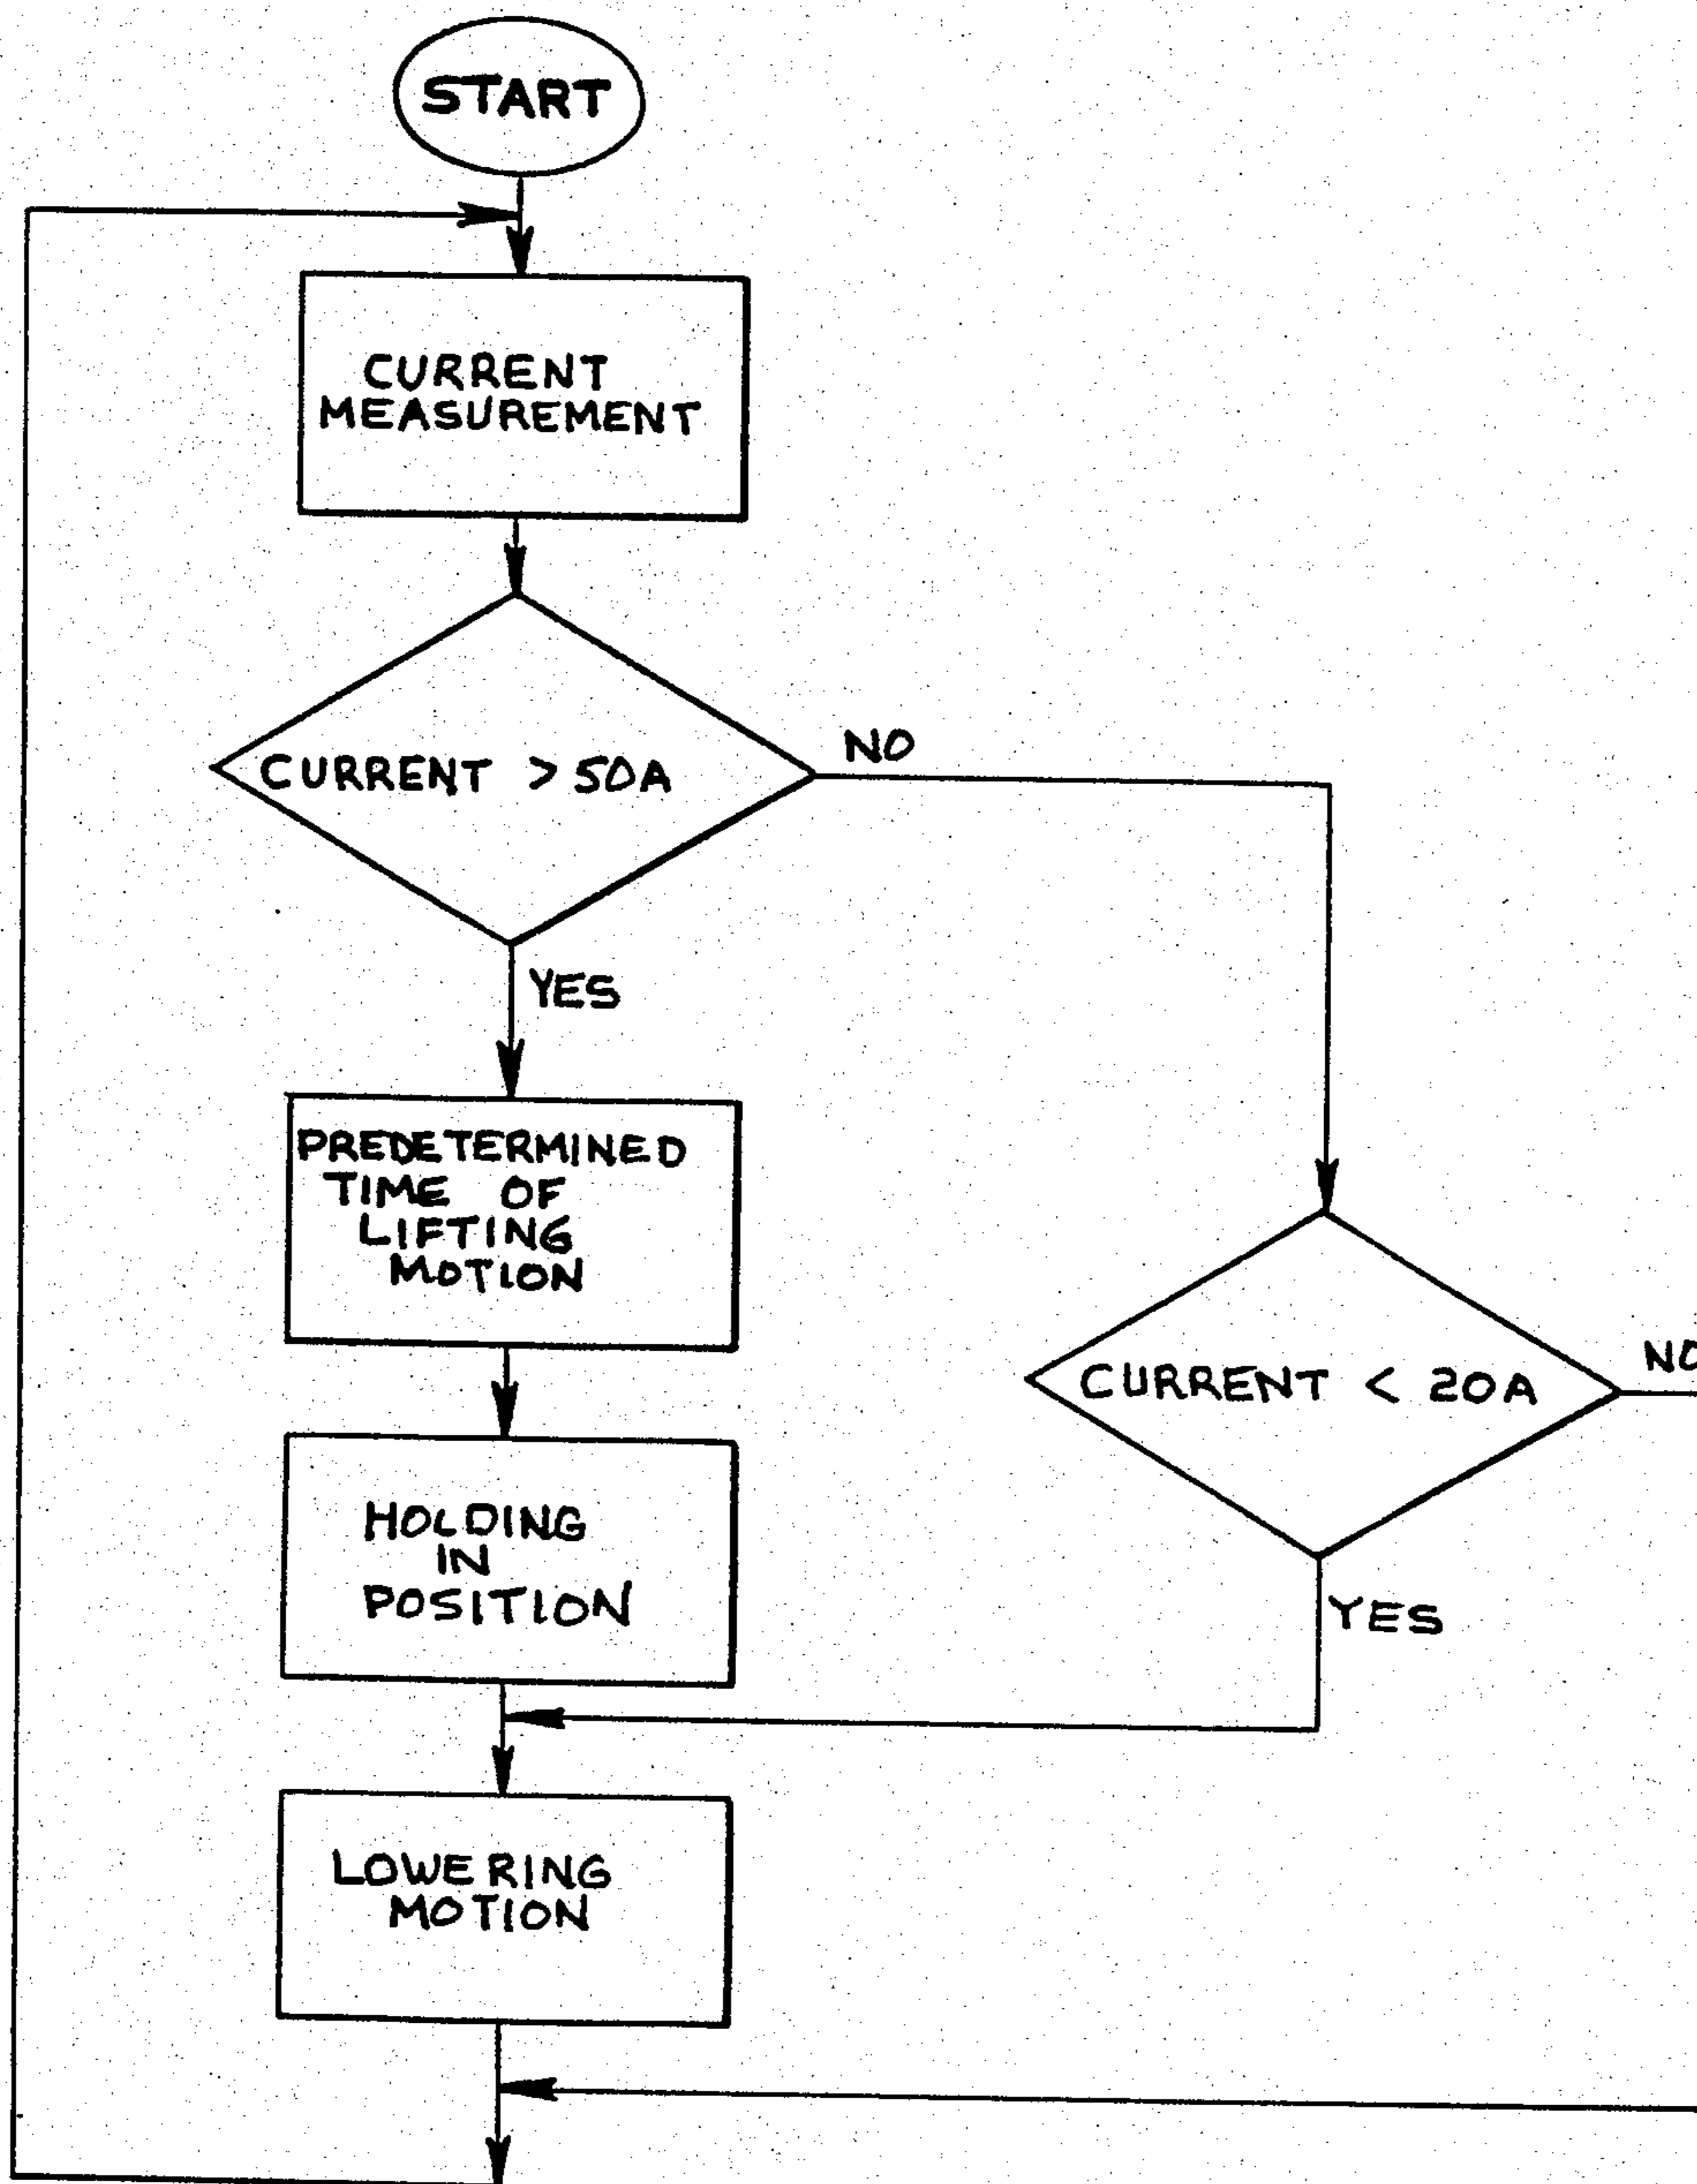 START
CURRENT
MEASUREMENT
CURRENT > 50A
NO
YES
PREDETERMINED
TIME OF
LIFTING
MOTION
CURRENT < 20A
NO
HOLDING
IN
POSITION
YES
LOWERING
MOTION